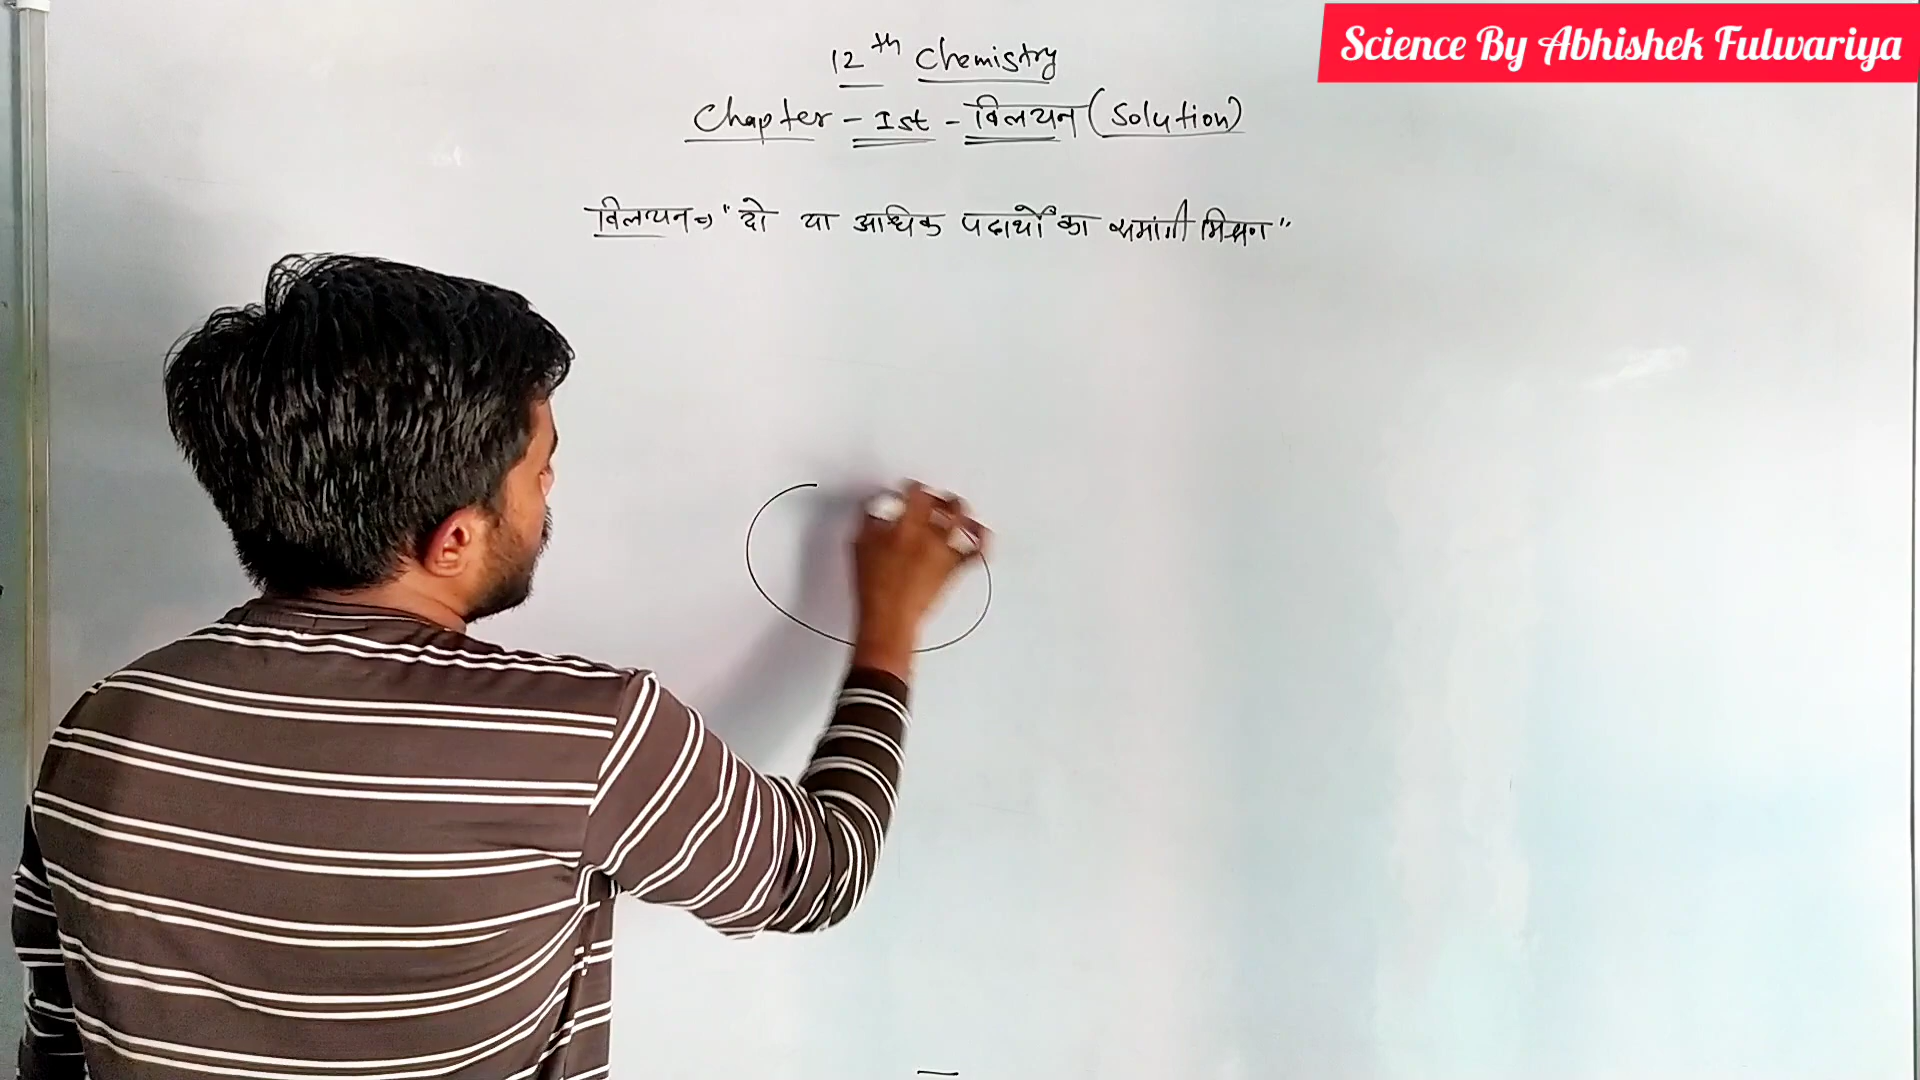 Science By Abhishek Fulwariya
12th Chemistry
Chapter - Ist - विलयन (Solution)
विलयन ⇒ "दो या अधिक पदार्थों का समांगी मिश्रण"